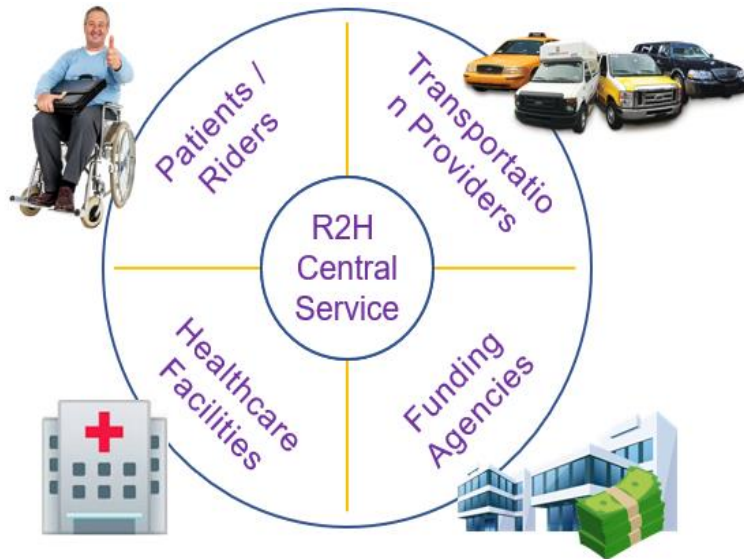 Patients /
Riders
Transportatio
n Providers
R2H
Central
Service
Healthcare
Facilities
Funding
Agencies